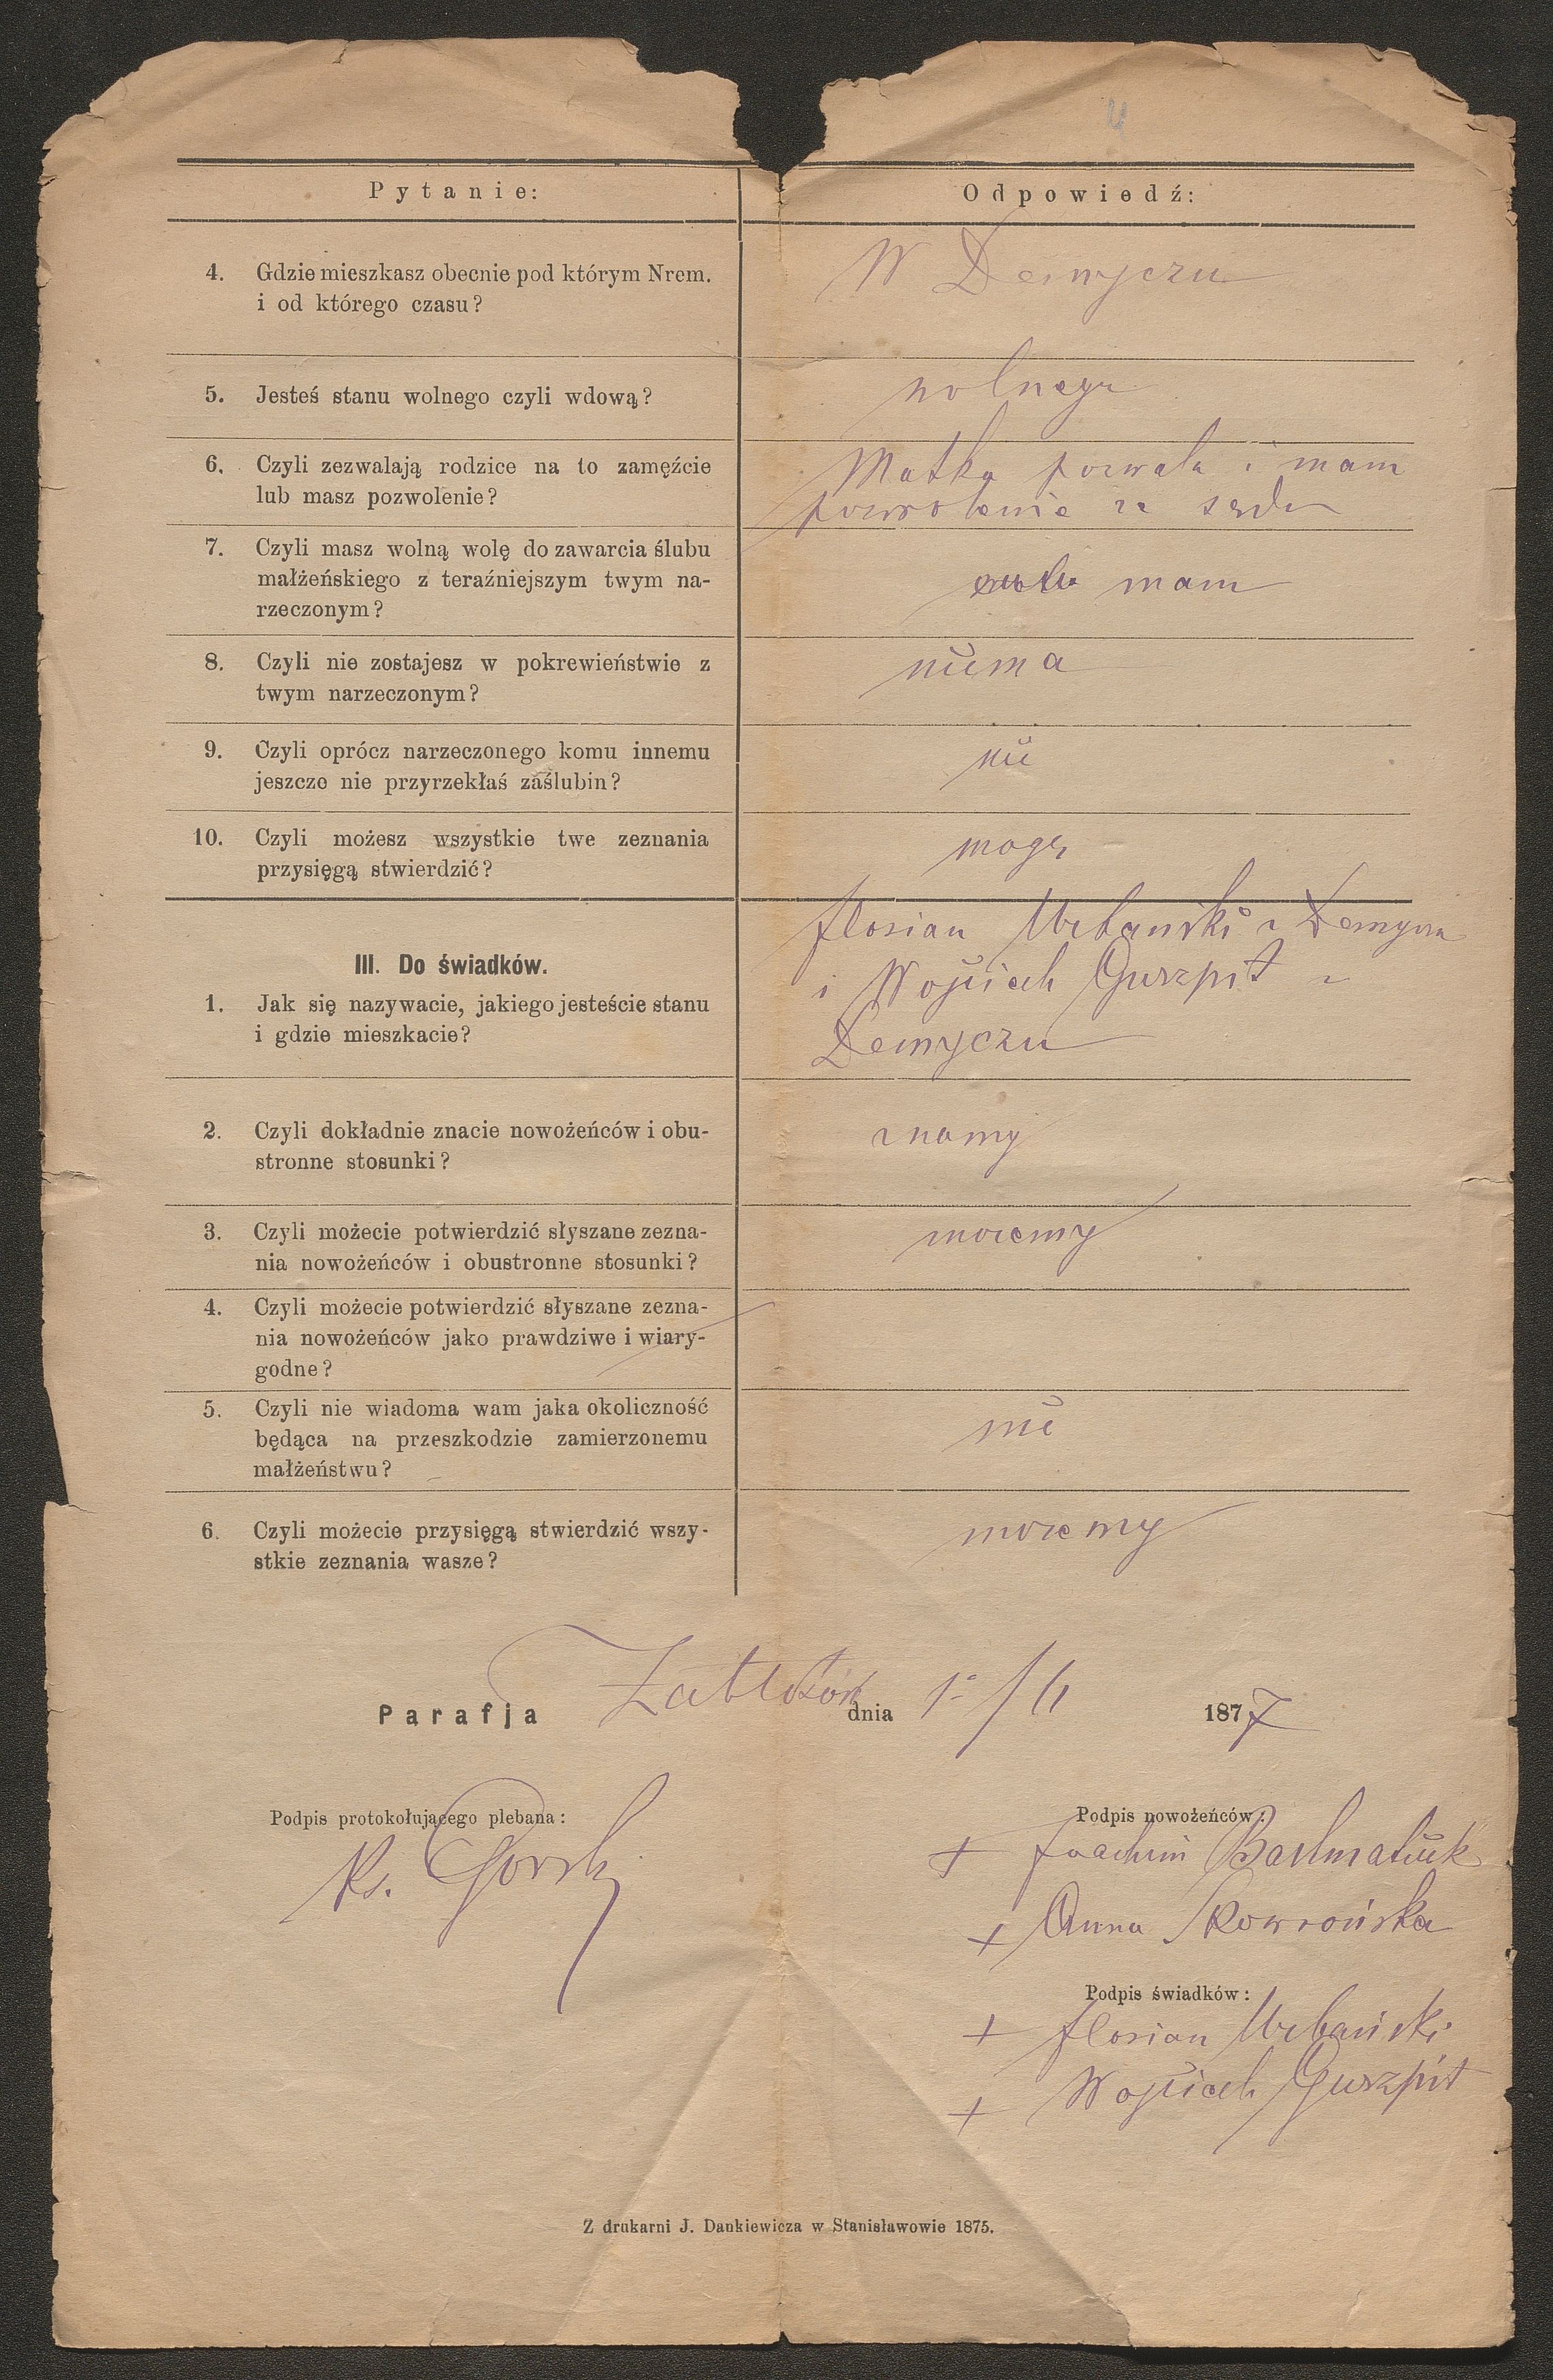 Pytanie:
Odpowiedź:
4. Gdzie mieszkasz obecnie pod którym Nrem.
i od którego czasu?
W Demyczu
5. Jesteś stanu wolnego czyli wdową?
wolnego
6. Czyli zezwalają rodzice na to zamęźcie
lub masz pozwolenie?
Matka pozwala i mam
pozwolenie ze sądu
7. Czyli masz wolną wolę do zawarcia ślubu
małżeńskiego z teraźniejszym twym na-
rzeczonym?
mam
8. Czyli nie zostajesz w pokrewieństwie z
twym narzeczonym?
niema
9. Czyli oprócz narzeczonego komu innemu
jeszcze nie przyrzekłaś zaślubin?
nie
10. Czyli możesz wszystkie twe zeznania
przysięgą stwierdzić?
mogę
III. Do świadków.
1. Jak się nazywacie, jakiego jesteście stanu
i gdzie mieszkacie?
Florian Urbański z Demycza
i Wojciech Gurzpit z
Demyczu
2. Czyli dokładnie znacie nowożeńców i obu-
stronne stosunki?
znamy
3. Czyli możecie potwierdzić słyszane zezna-
nia nowożeńców i obustronne stosunki?
możemy
4. Czyli możecie potwierdzić słyszane zezna-
nia nowożeńców jako prawdziwe i wiary-
godne?
5. Czyli nie wiadoma wam jaka okoliczność
będąca na przeszkodzie zamierzonemu
małżeństwu?
nie
6. Czyli możecie przysięgą stwierdzić wszy-
stkie zeznania wasze?
możemy
Parafja Zabłotów dnia 1877
Podpis protokołującego plebana:
Ks. Gorski
Podpis nowożeńców:
+ Joachim
+ Anna Skowrońska
Podpis świadków:
+ Florian Urbański
+ Wojciech Gurzpit
Z drukarni J. Dankiewicza w Stanisławowie 1875.